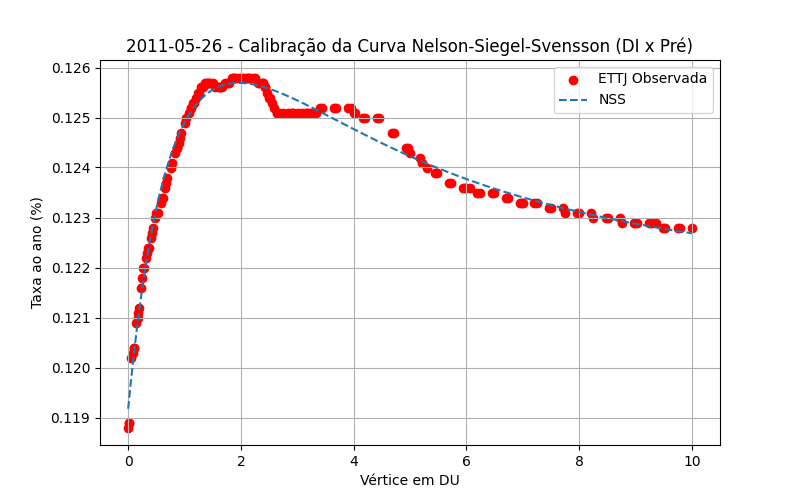 2011-05-26 - Calibração da Curva Nelson-Siegel-Svensson (DI x Pré)
ETTJ Observada
NSS
Taxa ao ano (%)
0.126
0.125
0.124
0.123
0.122
0.121
0.120
0.119
0 2 4 6 8 10
Vértice em DU